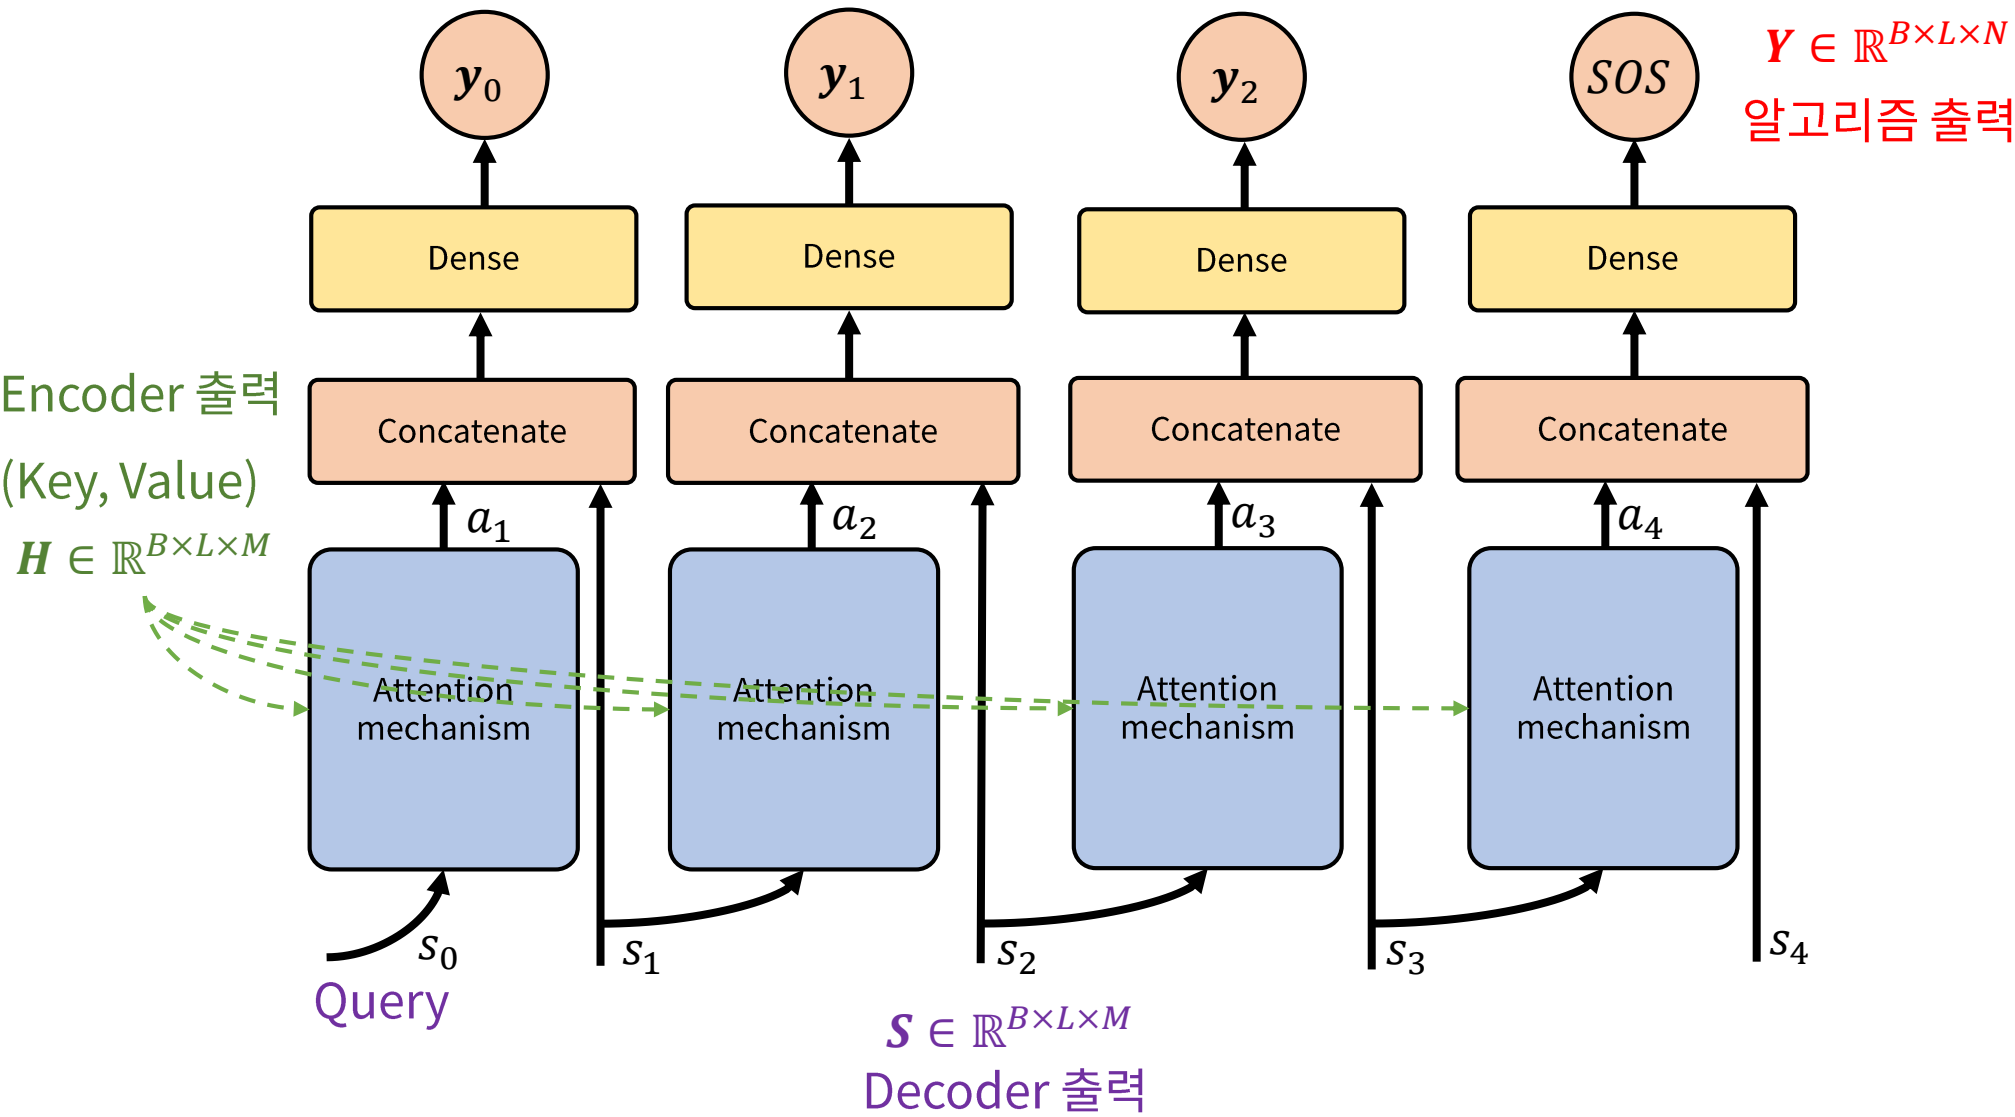 y₀
y₁
y₂
SOS
Y ∈ ℝ^{B×L×N}
알고리즘 출력
Dense
Dense
Dense
Dense
Encoder 출력
(Key, Value)
H ∈ ℝ^{B×L×M}
Concatenate
Concatenate
Concatenate
Concatenate
a₁
a₂
a₃
a₄
Attention
mechanism
Attention
mechanism
Attention
mechanism
Attention
mechanism
s₀
s₁
s₂
s₃
s₄
Query
S ∈ ℝ^{B×L×M}
Decoder 출력